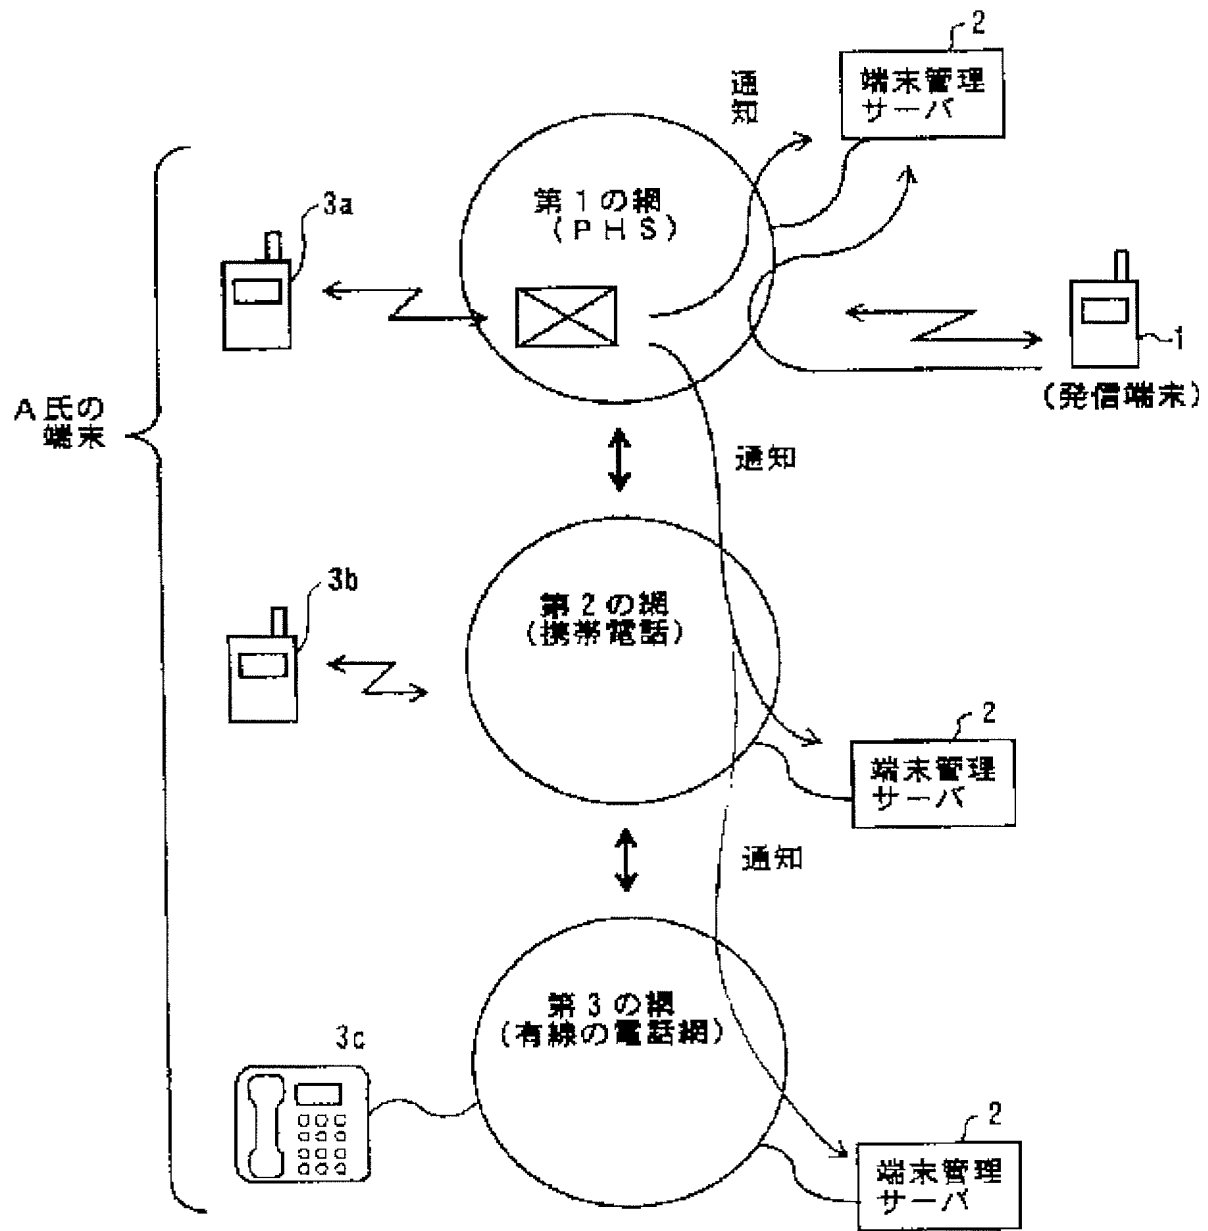 2
端末管理
サーバ
通知
第１の網
(ＰＨＳ)
3a
1
(発信端末)
A氏の
端末
通知
3b
第２の網
(携帯電話)
2
端末管理
サーバ
通知
第３の網
(有線の電話網)
3c
2
端末管理
サーバ